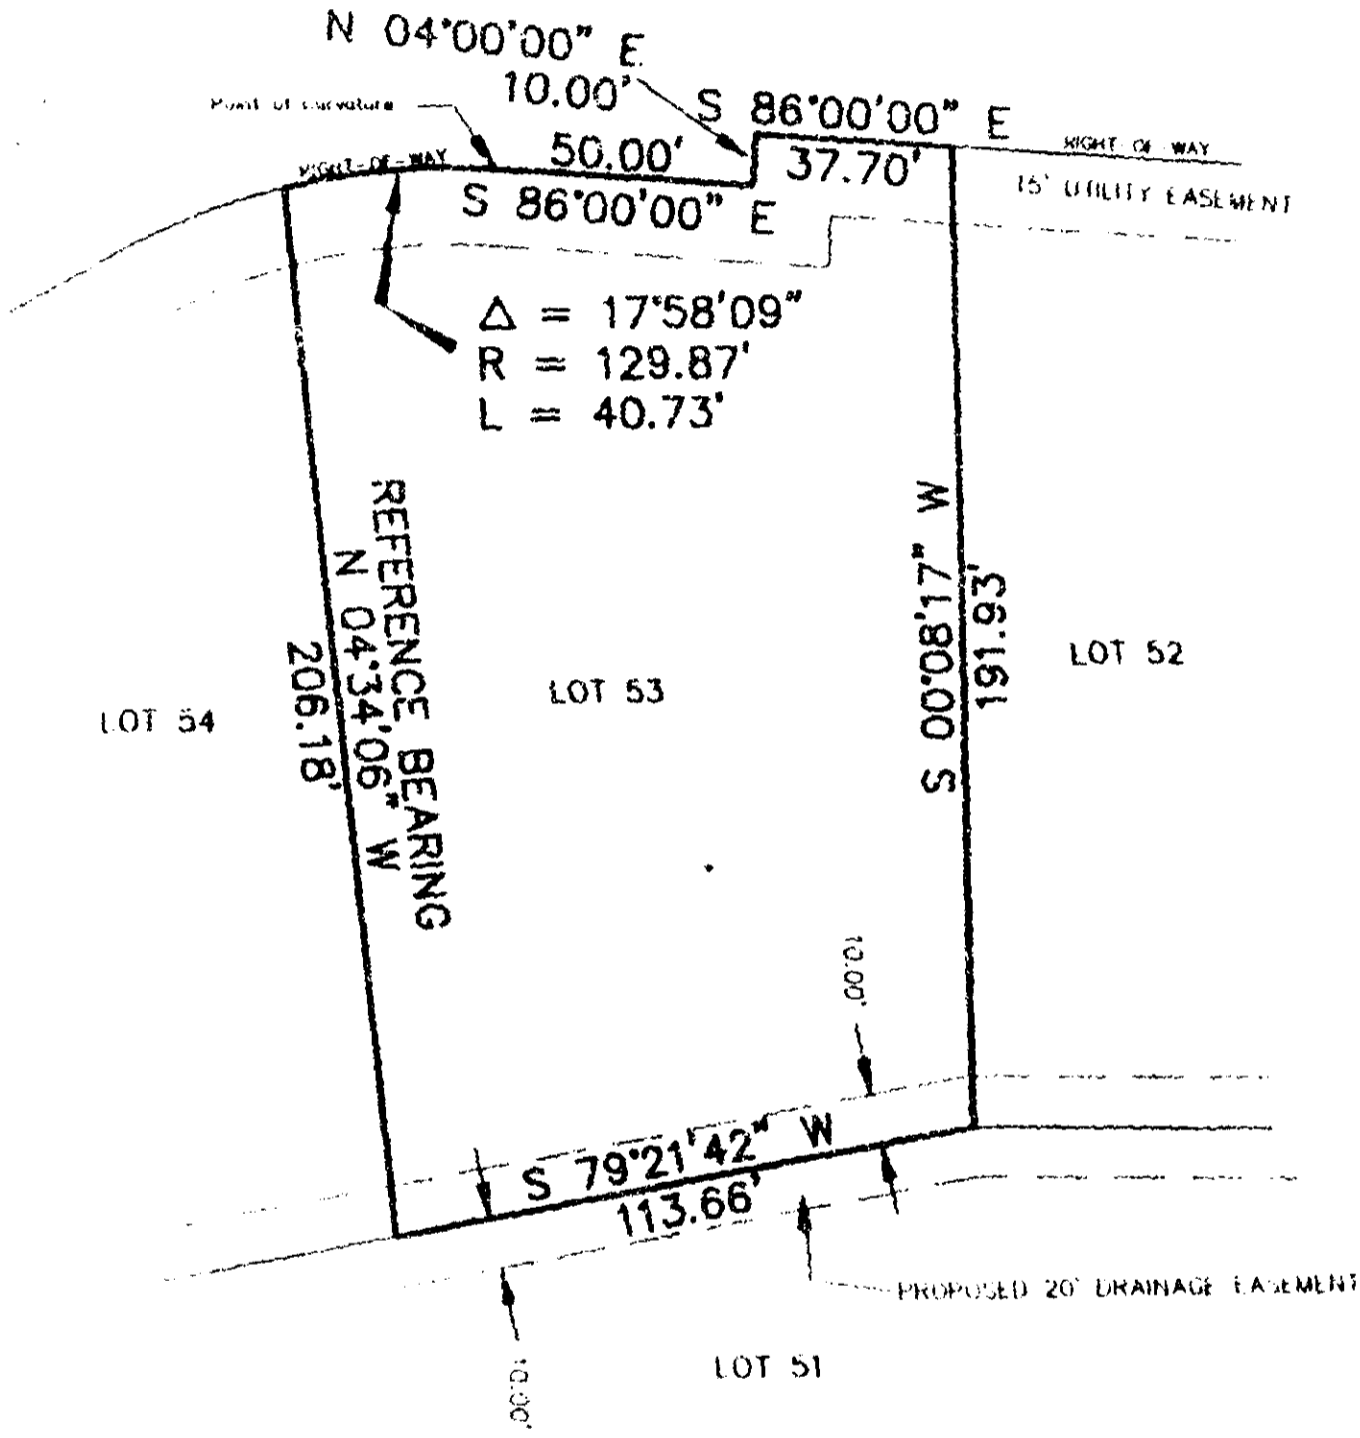 N 04°00'00" E
10.00'
Point of curvature
S 86°00'00" E
RIGHT-OF-WAY
50.00'
37.70'
RIGHT-OF-WAY
15' UTILITY EASEMENT
S 86°00'00" E
Δ = 17°58'09"
R = 129.87'
L = 40.73'
REFERENCE BEARING
N 04°34'06" W
206.18'
S 00°08'17" W
191.93'
LOT 54
LOT 53
LOT 52
10.00'
S 79°21'42" W
113.66'
PROPOSED 20' DRAINAGE EASEMENT
LOT 51
10.00'